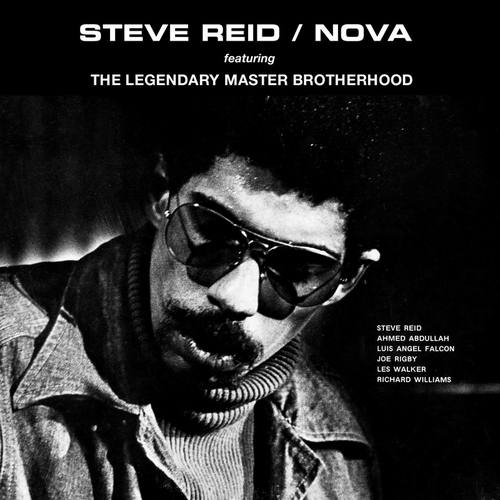 STEVE REID / NOVA
featuring
THE LEGENDARY MASTER BROTHERHOOD
STEVE REID
AHMED ABDULLAH
LUIS ANGEL FALCON
JOE RIGBY
LES WALKER
RICHARD WILLIAMS